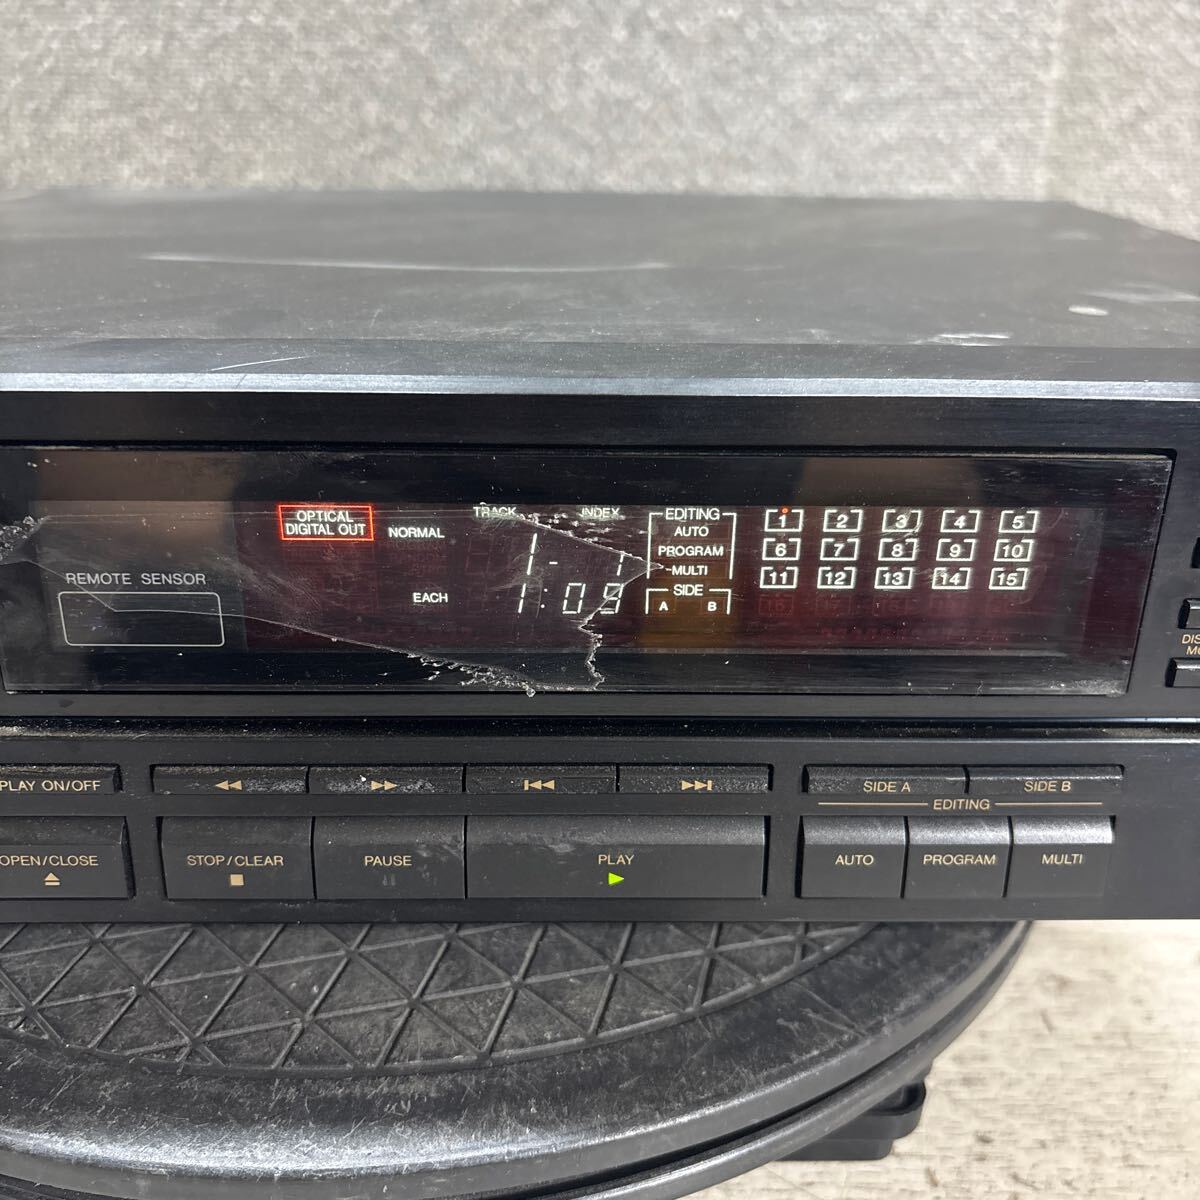 OPTICAL
DIGITAL OUT
NORMAL
TRACK INDEX
1 - 1
EACH
1:09
EDITING
AUTO
PROGRAM
MULTI
SIDE
A B
1 2 3 4 5
6 7 8 9 10
11 12 13 14 15
REMOTE SENSOR
PLAY ON/OFF
SIDE A
SIDE B
EDITING
OPEN/CLOSE
STOP/CLEAR
PAUSE
PLAY
AUTO
PROGRAM
MULTI